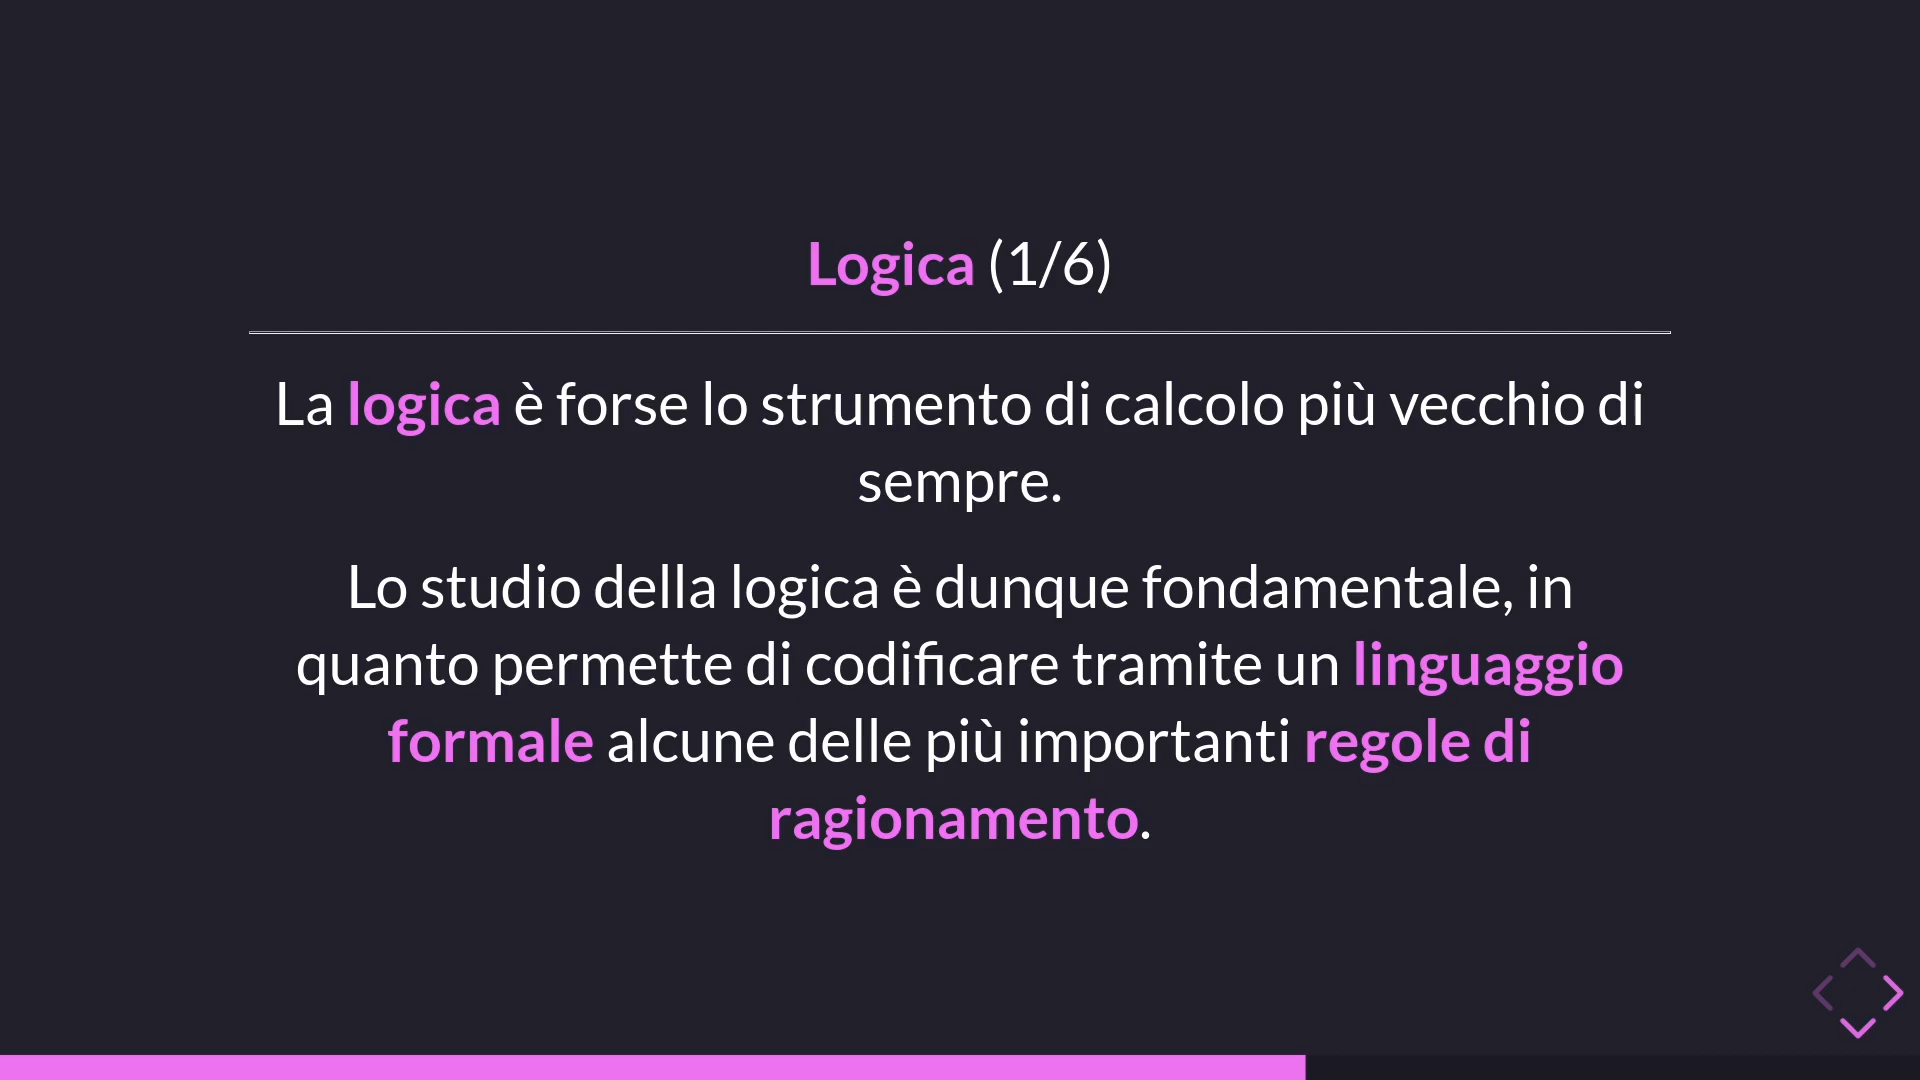 Logica (1/6)
La logica è forse lo strumento di calcolo più vecchio di
sempre.
Lo studio della logica è dunque fondamentale, in
quanto permette di codificare tramite un linguaggio
formale alcune delle più importanti regole di
ragionamento.